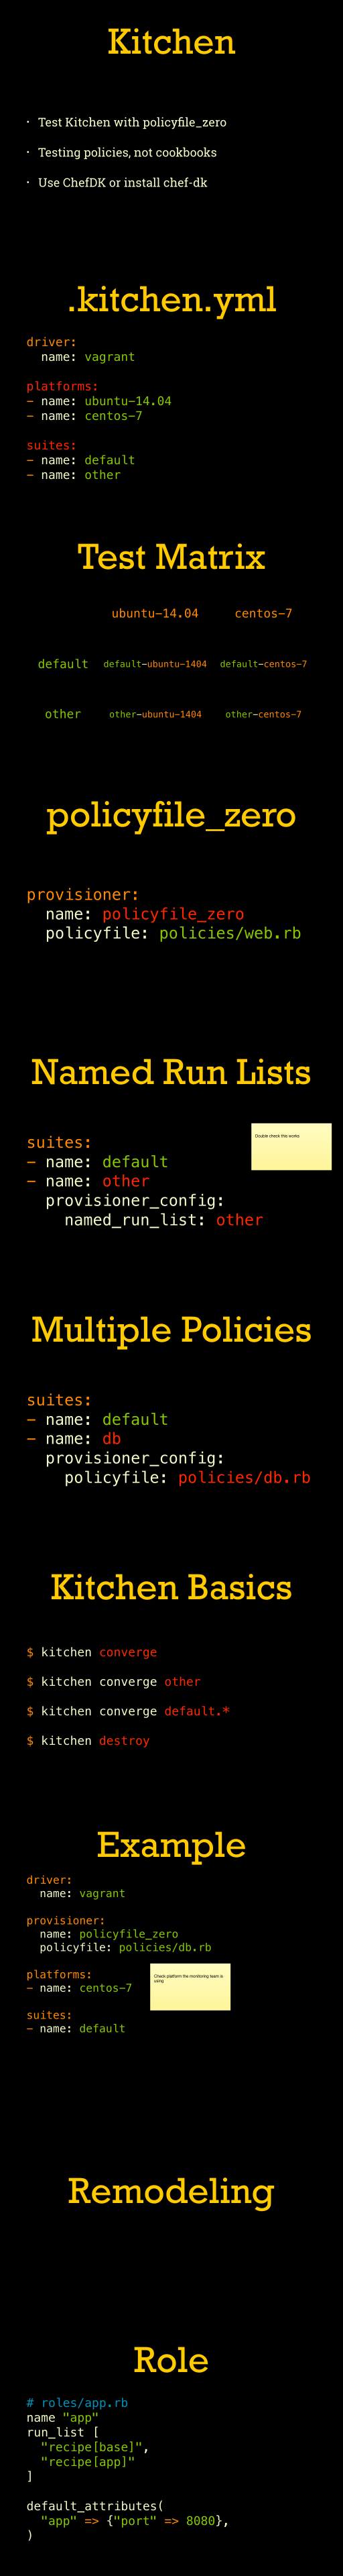 Kitchen
• Test Kitchen with policyfile_zero
• Testing policies, not cookbooks
• Use ChefDK or install chef-dk
.kitchen.yml
driver:
  name: vagrant
platforms:
- name: ubuntu-14.04
- name: centos-7
suites:
- name: default
- name: other
Test Matrix
ubuntu-14.04 centos-7
default default-ubuntu-1404 default-centos-7
other other-ubuntu-1404 other-centos-7
policyfile_zero
provisioner:
  name: policyfile_zero
  policyfile: policies/web.rb
Named Run Lists
Double check this works
suites:
- name: default
- name: other
  provisioner_config:
    named_run_list: other
Multiple Policies
suites:
- name: default
- name: db
  provisioner_config:
    policyfile: policies/db.rb
Kitchen Basics
$ kitchen converge
$ kitchen converge other
$ kitchen converge default.*
$ kitchen destroy
Example
driver:
  name: vagrant
provisioner:
  name: policyfile_zero
  policyfile: policies/db.rb
platforms:
- name: centos-7
Check platform the monitoring team is
using
suites:
- name: default
Remodeling
Role
# roles/app.rb
name "app"
run_list [
  "recipe[base]",
  "recipe[app]"
]
default_attributes(
  "app" => {"port" => 8080},
)